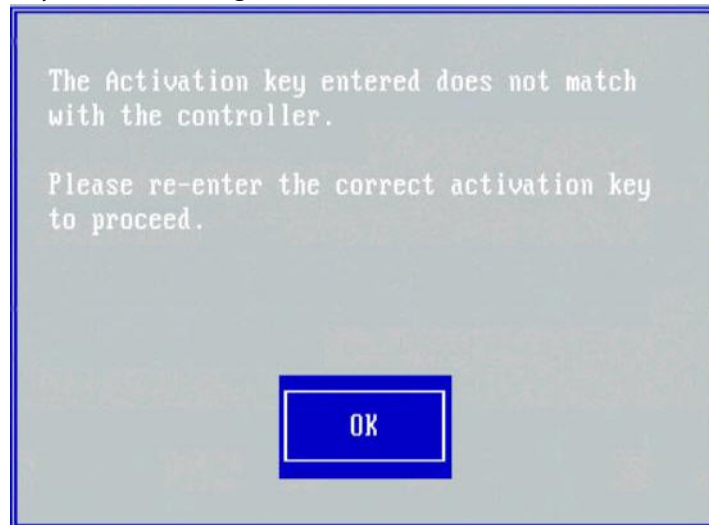 The Activation key entered does not match
with the controller.
Please re-enter the correct activation key
to proceed.
OK